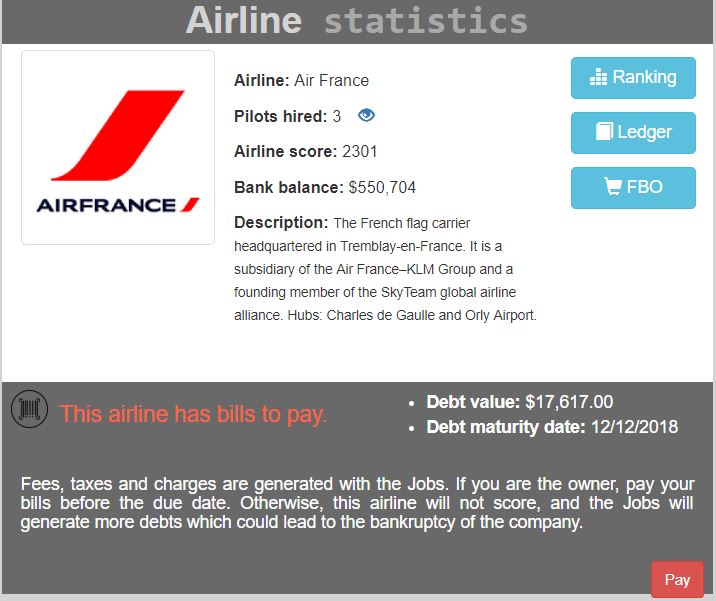 Airline statistics
AIRFRANCE
Airline: Air France
Pilots hired: 3
Airline score: 2301
Bank balance: $550,704
Description: The French flag carrier
headquartered in Tremblay-en-France. It is a
subsidiary of the Air France–KLM Group and a
founding member of the SkyTeam global airline
alliance. Hubs: Charles de Gaulle and Orly Airport.
Ranking
Ledger
FBO
This airline has bills to pay.
• Debt value: $17,617.00
• Debt maturity date: 12/12/2018
Fees, taxes and charges are generated with the Jobs. If you are the owner, pay your
bills before the due date. Otherwise, this airline will not score, and the Jobs will
generate more debts which could lead to the bankruptcy of the company.
Pay